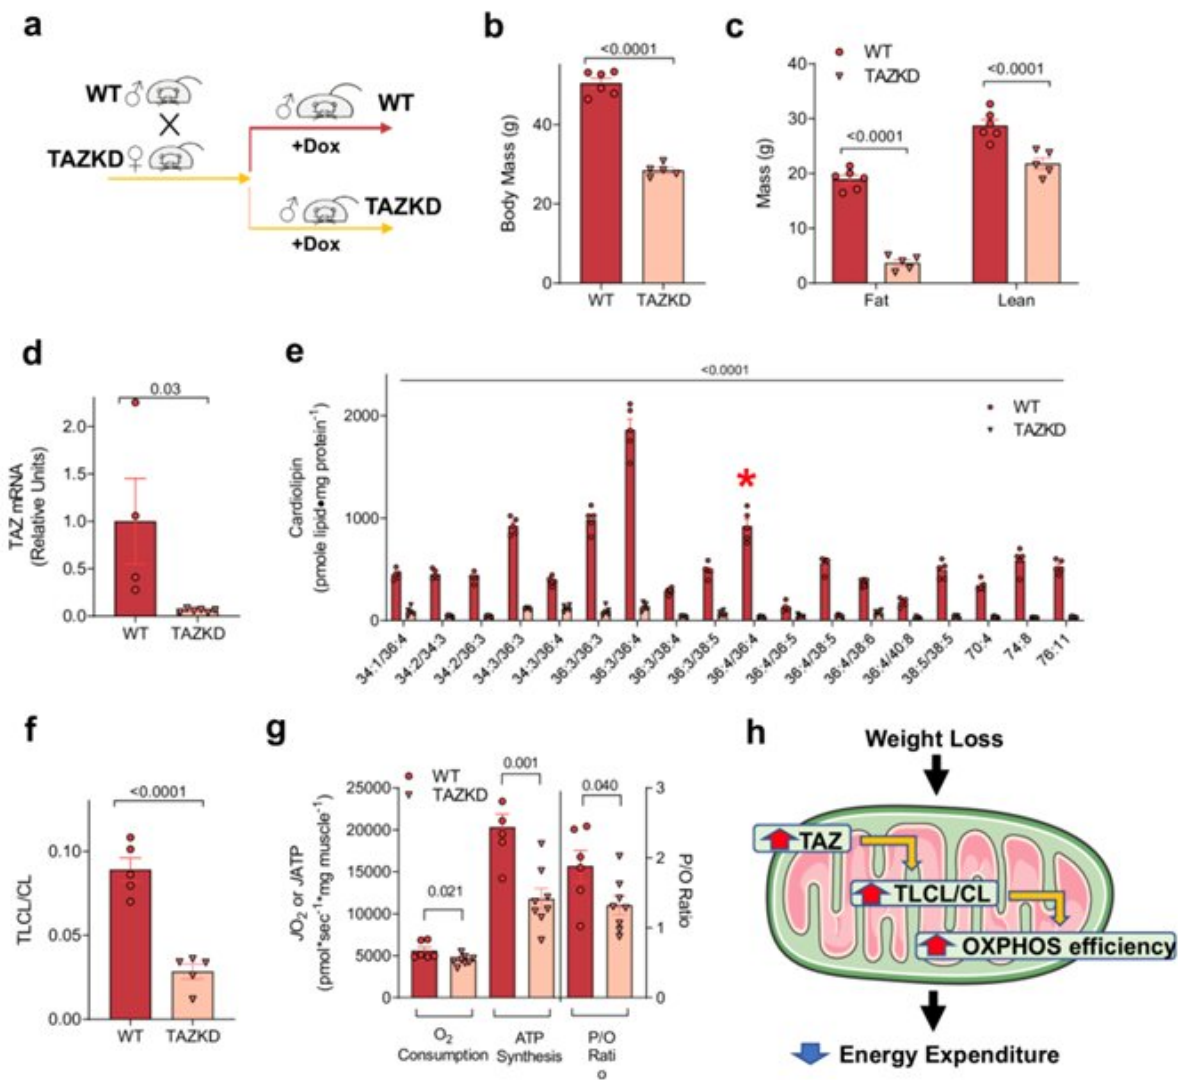 a
WT ♂
X
TAZKD ♀
♂ WT
+Dox
♂ TAZKD
+Dox
b
<0.0001
Body Mass (g)
40
20
0
WT TAZKD
c
WT
TAZKD
<0.0001
<0.0001
Mass (g)
40
30
20
10
0
Fat Lean
d
0.03
TAZ mRNA
(Relative Units)
2.0
1.5
1.0
0.5
0.0
WT TAZKD
e
<0.0001
WT
TAZKD
*
Cardiolipin
(pmole lipid•mg protein⁻¹)
2000
1000
0
34:1/36:4
34:2/34:3
34:2/36:3
34:3/36:3
34:3/36:4
36:3/36:3
36:3/36:4
36:3/38:4
36:3/38:5
36:4/36:4
36:4/36:5
36:4/38:5
36:4/38:6
36:4/40:8
38:5/38:5
70:4
74:8
76:11
f
<0.0001
TLCL/CL
0.10
0.05
0.00
WT TAZKD
g
WT
TAZKD
0.001
0.040
0.021
JO₂ or JATP
(pmol*sec⁻¹*mg muscle⁻¹)
25000
20000
15000
10000
5000
0
3
2
1
0
P/O Ratio
O₂
Consumption
ATP
Synthesis
P/O
Rati
o
h
Weight Loss
TAZ
TLCL/CL
OXPHOS efficiency
Energy Expenditure